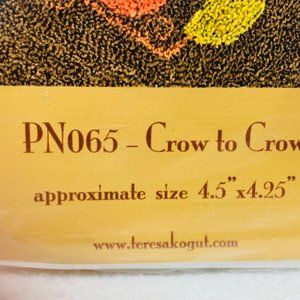 PN065 – Crow to Crow
approximate size 4.5”x4.25”
www.teresakogut.com